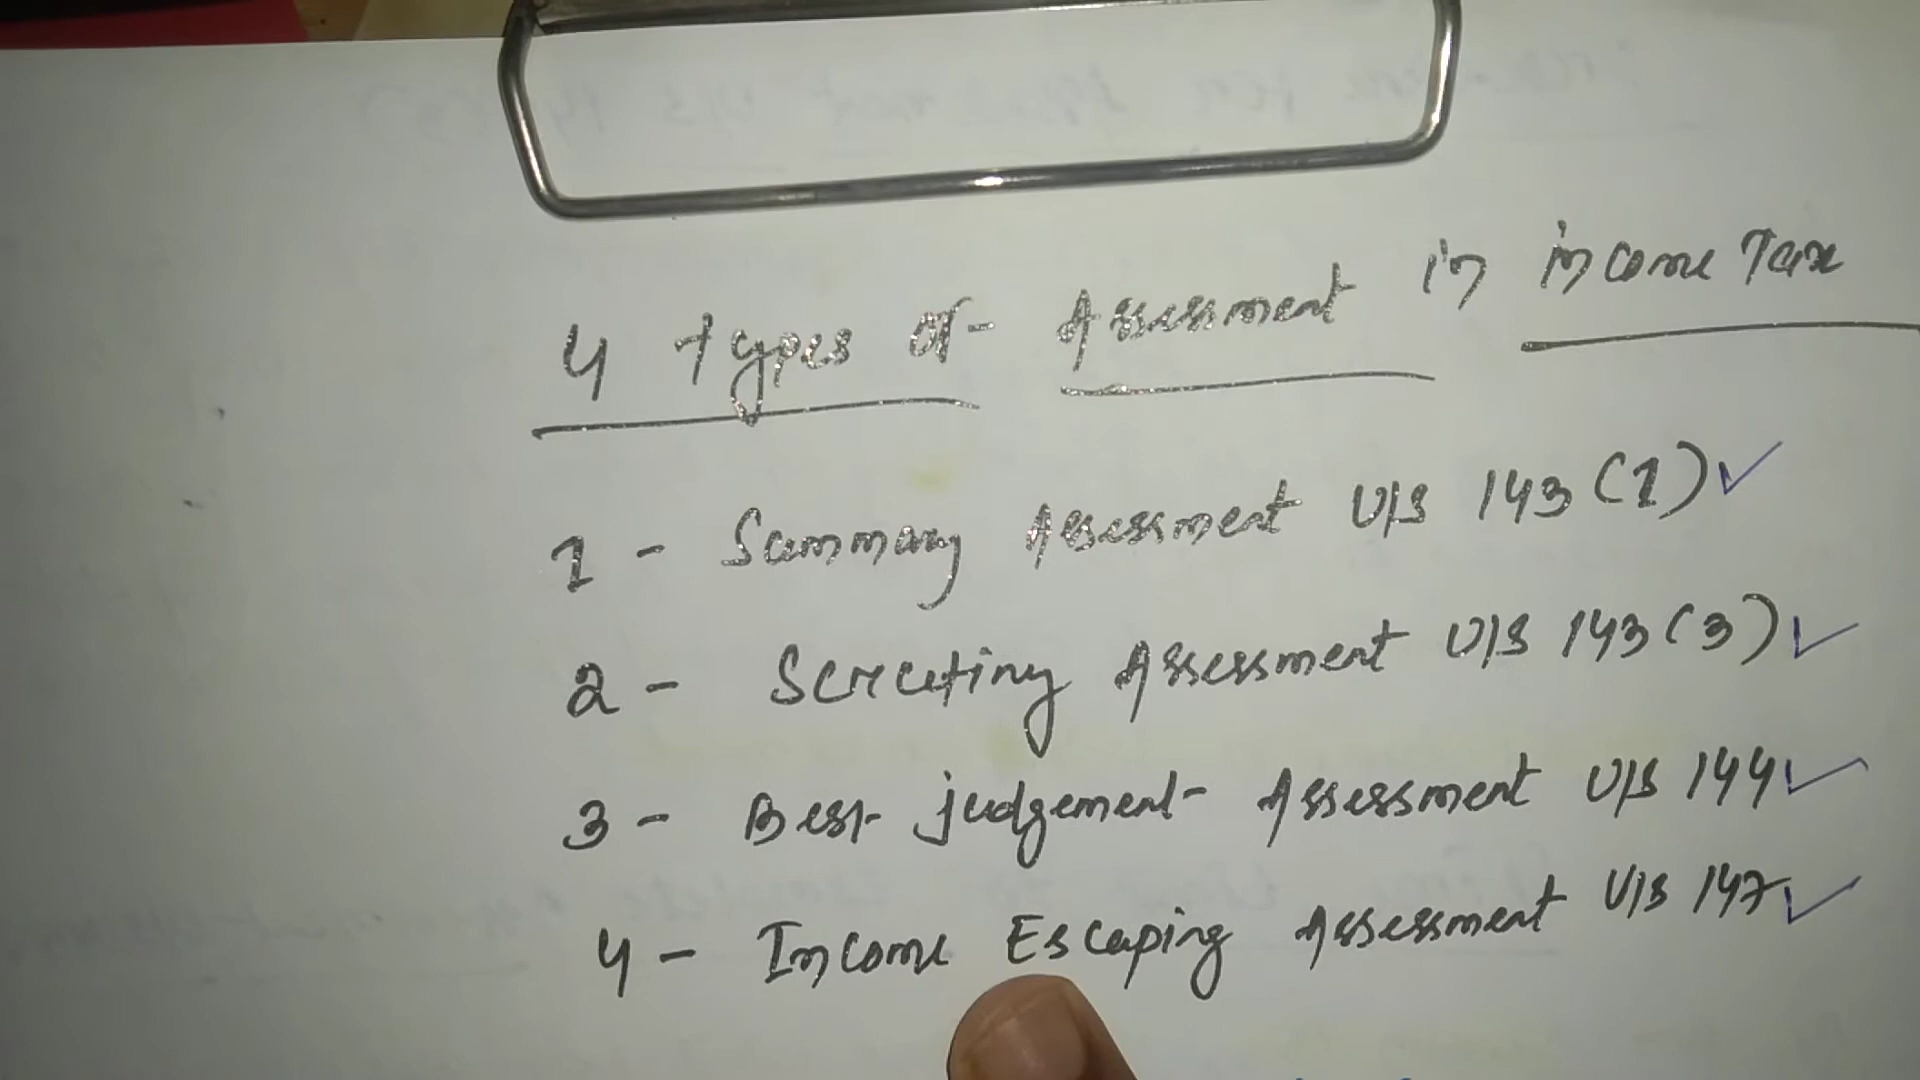 4 types of Assessment in income Tax
1 - Summary Assessment U/S 143 (1) ✓
2 - Screuting Assessment U/S 143 (3) ✓
3 - Best judgement Assessment U/S 144 ✓
4 - Income Escaping Assessment U/S 147 ✓